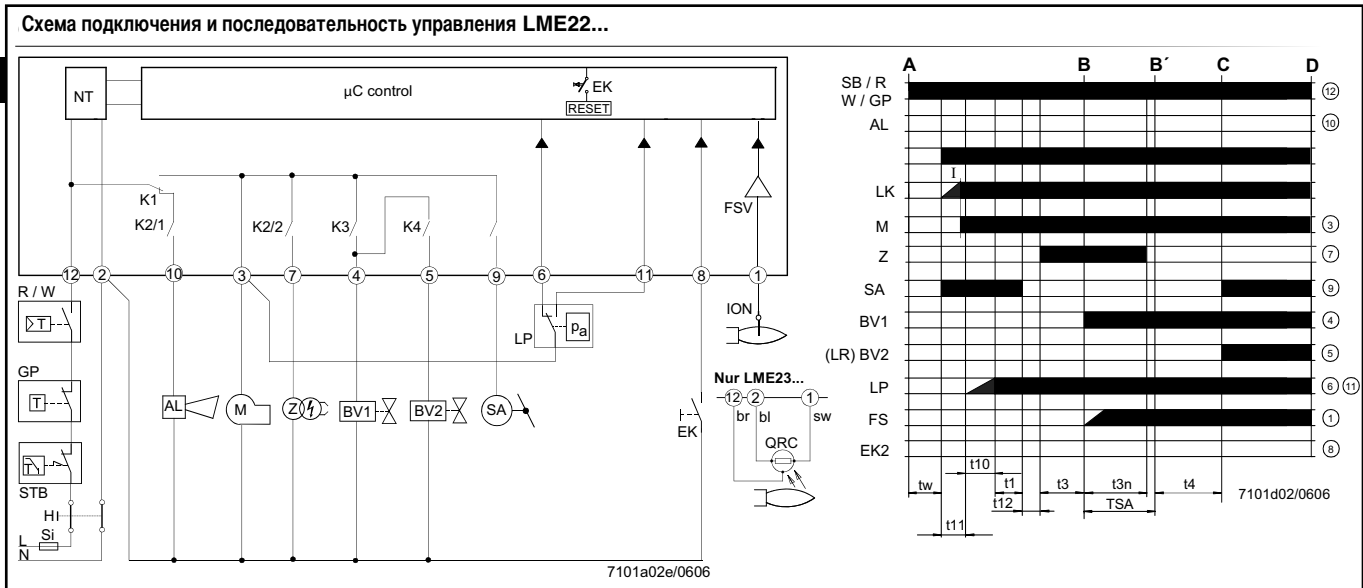 Схема подключения и последовательность управления LME22...
NT
µC control
EK
RESET
K1
K2/1
K2/2
K3
K4
FSV
12
2
10
3
7
4
5
9
6
11
8
1
R / W
T
GP
T
STB
T
HI
L
Si
N
AL
M
Z
BV1
BV2
SA
LP
pa
ION
EK
Nur LME23...
12
2
1
br
bl
sw
QRC
7101a02e/0606
A
B
B´
C
D
SB / R
W / GP
12
AL
10
I
LK
M
3
Z
7
SA
9
BV1
4
(LR) BV2
5
LP
6
11
FS
1
EK2
8
t10
tw
t1
t3
t3n
t4
t12
TSA
t11
7101d02/0606